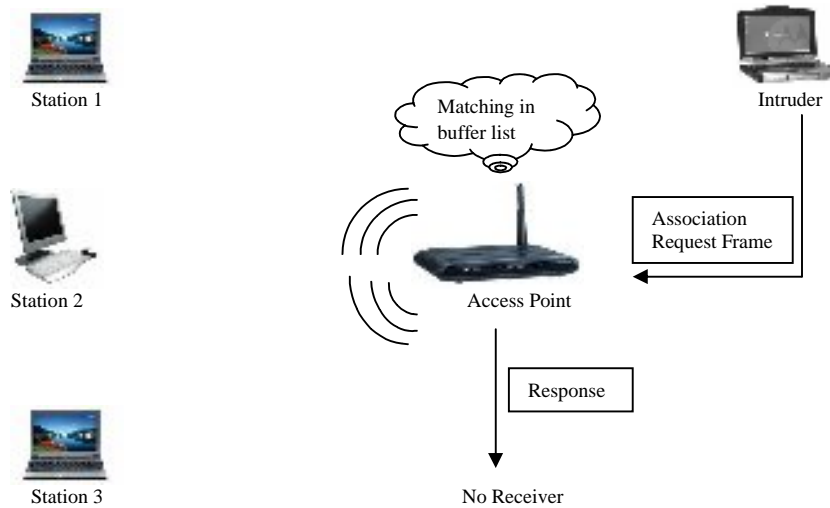 Station 1
Matching in
buffer list
Intruder
Association
Request Frame
Station 2
Access Point
Response
Station 3
No Receiver